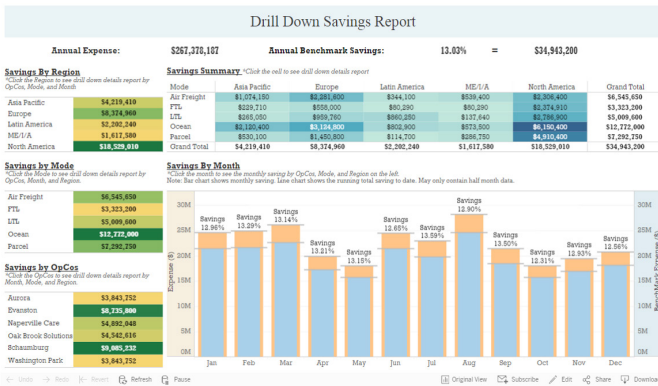 Drill Down Savings Report
Annual Expense: $267,378,187 Annual Benchmark Savings: 13.03% = $34,943,200
Savings By Region
*Click the Region to see drill down details report by
OpCos, Mode, and Month
Asia Pacific $4,219,410
Europe $8,374,960
Latin America $2,202,240
ME/I/A $1,617,580
North America $18,529,010
Savings Summary *Click the cell to see drill down details report
Mode Asia Pacific Europe Latin America ME/I/A North America Grand Total
Air Freight $1,074,150 $2,281,600 $344,100 $539,400 $2,306,400 $6,545,650
FTL $229,710 $558,000 $80,290 $80,290 $2,374,910 $3,323,200
LTL $265,050 $959,760 $860,250 $137,640 $2,786,900 $5,009,600
Ocean $2,120,400 $3,124,800 $802,900 $573,500 $6,150,400 $12,772,000
Parcel $530,100 $1,450,800 $114,700 $286,750 $4,910,400 $7,292,750
Grand Total $4,219,410 $8,374,960 $2,202,240 $1,617,580 $18,529,010 $34,943,200
Savings by Mode
*Click the Mode to see drill down details report by
OpCos, Month, and Region.
Air Freight $6,545,650
FTL $3,323,200
LTL $5,009,600
Ocean $12,772,000
Parcel $7,292,750
Savings by OpCos
*Click the OpCos to see drill down details report by
Month, Mode, and Region.
Aurora $3,843,752
Evanston $8,735,800
Naperville Care $4,892,048
Oak Brook Solutions $4,542,616
Schaumburg $9,085,232
Washington Park $3,843,752
Savings By Month
*Click the month to see the monthly saving by OpCos, Mode, and Region on the left.
Note: Bar chart shows monthly saving. Line chart shows the running total saving to date. May only contain half month data.
Expense ($)
30M
25M
20M
15M
10M
5M
0M
Savings
12.96%
Savings
13.29%
Savings
13.14%
Savings
13.21%
Savings
13.15%
Savings
12.65%
Savings
13.59%
Savings
12.90%
Savings
13.50%
Savings
12.31%
Savings
12.93%
Savings
12.56%
30M
25M
20M
15M
10M
5M
0M
BenchMark Expense ($)
Jan Feb Mar Apr May Jun Jul Aug Sep Oct Nov Dec
Undo Redo Revert Refresh Pause Original View Subscribe Edit Share Downloa